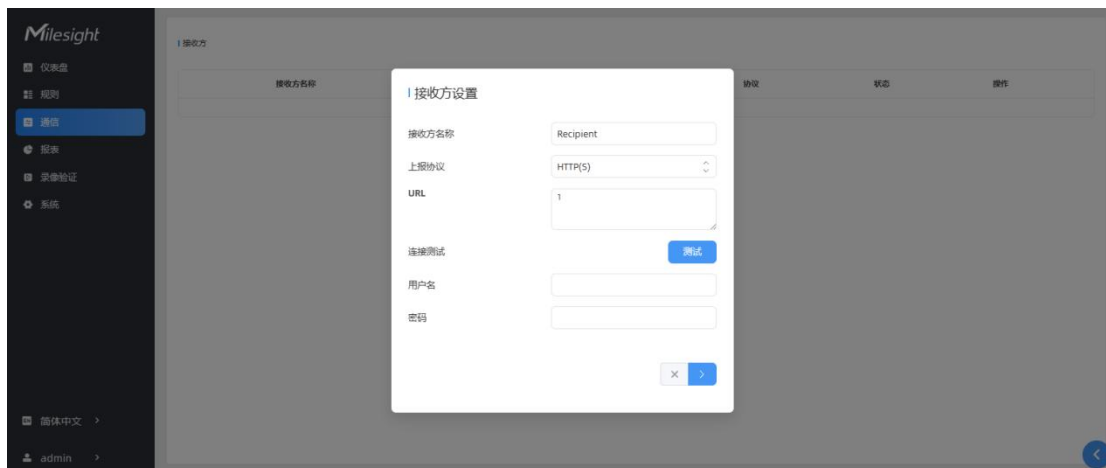 Milesight
仪表盘
规则
通信
报表
录像验证
系统
简体中文
admin
接收方
接收方名称 协议 状态 操作
接收方设置
接收方名称 Recipient
上报协议 HTTP(S)
URL 1
连接测试 测试
用户名
密码